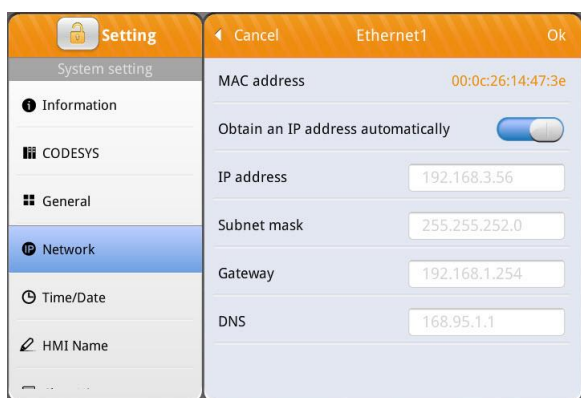 Setting
System setting
Information
CODESYS
General
Network
Time/Date
HMI Name
Cancel Ethernet1 Ok
MAC address 00:0c:26:14:47:3e
Obtain an IP address automatically
IP address 192.168.3.56
Subnet mask 255.255.252.0
Gateway 192.168.1.254
DNS 168.95.1.1